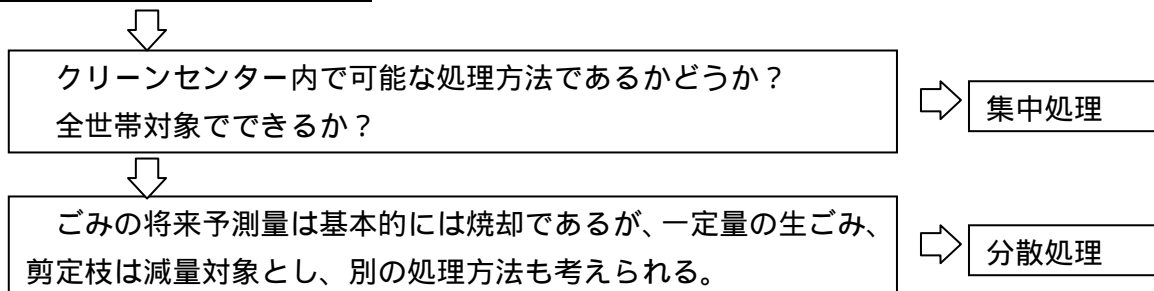 クリーンセンター内で可能な処理方法であるかどうか？
全世帯対象でできるか？
集中処理
ごみの将来予測量は基本的には焼却であるが、一定量の生ごみ、
剪定枝は減量対象とし、別の処理方法も考えられる。
分散処理